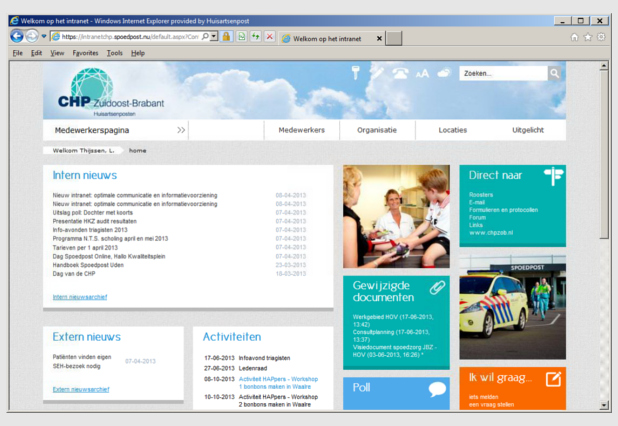 Welkom op het intranet - Windows Internet Explorer provided by Huisartsenpost
https://intranetchp.spoedpost.nu/default.aspx?Con
Welkom op het intranet
File Edit View Favorites Tools Help
AA
Zoeken...
CHP Zuidoost-Brabant
Huisartsenposten
Medewerkerspagina >> Medewerkers Organisatie Locaties Uitgelicht
Welkom Thijssen, L. home
Intern nieuws
Nieuw intranet: optimale communicatie en informatievoorziening 08-04-2013
Nieuw intranet: optimale communicatie en informatievoorziening 08-04-2013
Uitslag poll: Dochter met koorts 07-04-2013
Presentatie HKZ audit resultaten 07-04-2013
Info-avonden triagisten 2013 07-04-2013
Programma N.T.S. scholing april en mei 2013 07-04-2013
Tarieven per 1 april 2013 07-04-2013
Dag Spoedpost Online, Hallo Kwaliteitsplein 07-04-2013
Handboek Spoedpost Uden 23-03-2013
Dag van de CHP 18-03-2013
Intern nieuwsarchief
Direct naar
Roosters
E-mail
Formulieren en protocollen
Forum
Links
www.chpzob.nl
Gewijzigde
documenten
Werkgebied HOV (17-06-2013,
13:42)
Consultplanning (17-06-2013,
13:37)
Visiedocument spoedzorg JBZ -
HOV (03-06-2013, 16:26) *
SPOEDPOST
Extern nieuws
Patiënten vinden eigen
SEH-bezoek nodig 07-04-2013
Extern nieuwsarchief
Activiteiten
17-06-2013 Infoavond triagisten
27-06-2013 Ledenraad
08-10-2013 Activiteit HAPpers - Workshop
1 bonbons maken in Waalre
10-10-2013 Activiteit HAPpers - Workshop
2 bonbons maken in Waalre
Poll
Ik wil graag...
iets melden
een vraag stellen